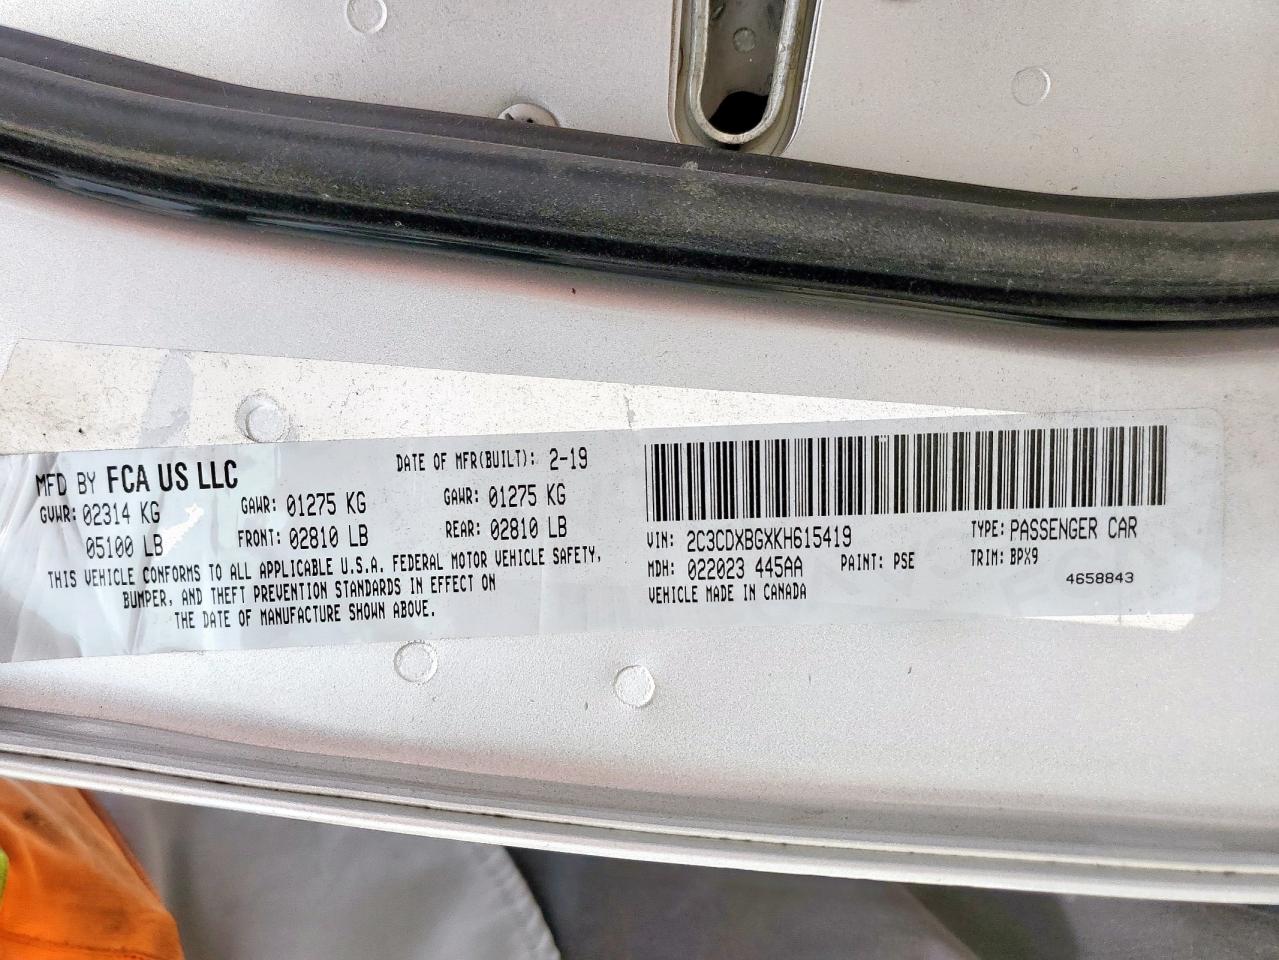 MFD BY FCA US LLC
DATE OF MFR(BUILT): 2-19
GVWR: 02314 KG
GAWR: 01275 KG
GAWR: 01275 KG
05100 LB
FRONT: 02810 LB
REAR: 02810 LB
THIS VEHICLE CONFORMS TO ALL APPLICABLE U.S.A. FEDERAL MOTOR VEHICLE SAFETY,
BUMPER, AND THEFT PREVENTION STANDARDS IN EFFECT ON
THE DATE OF MANUFACTURE SHOWN ABOVE.
VIN: 2C3CDXBGXKH615419
TYPE: PASSENGER CAR
MDH: 022023 445AA
PAINT: PSE
TRIM: BPX9
VEHICLE MADE IN CANADA
4658843